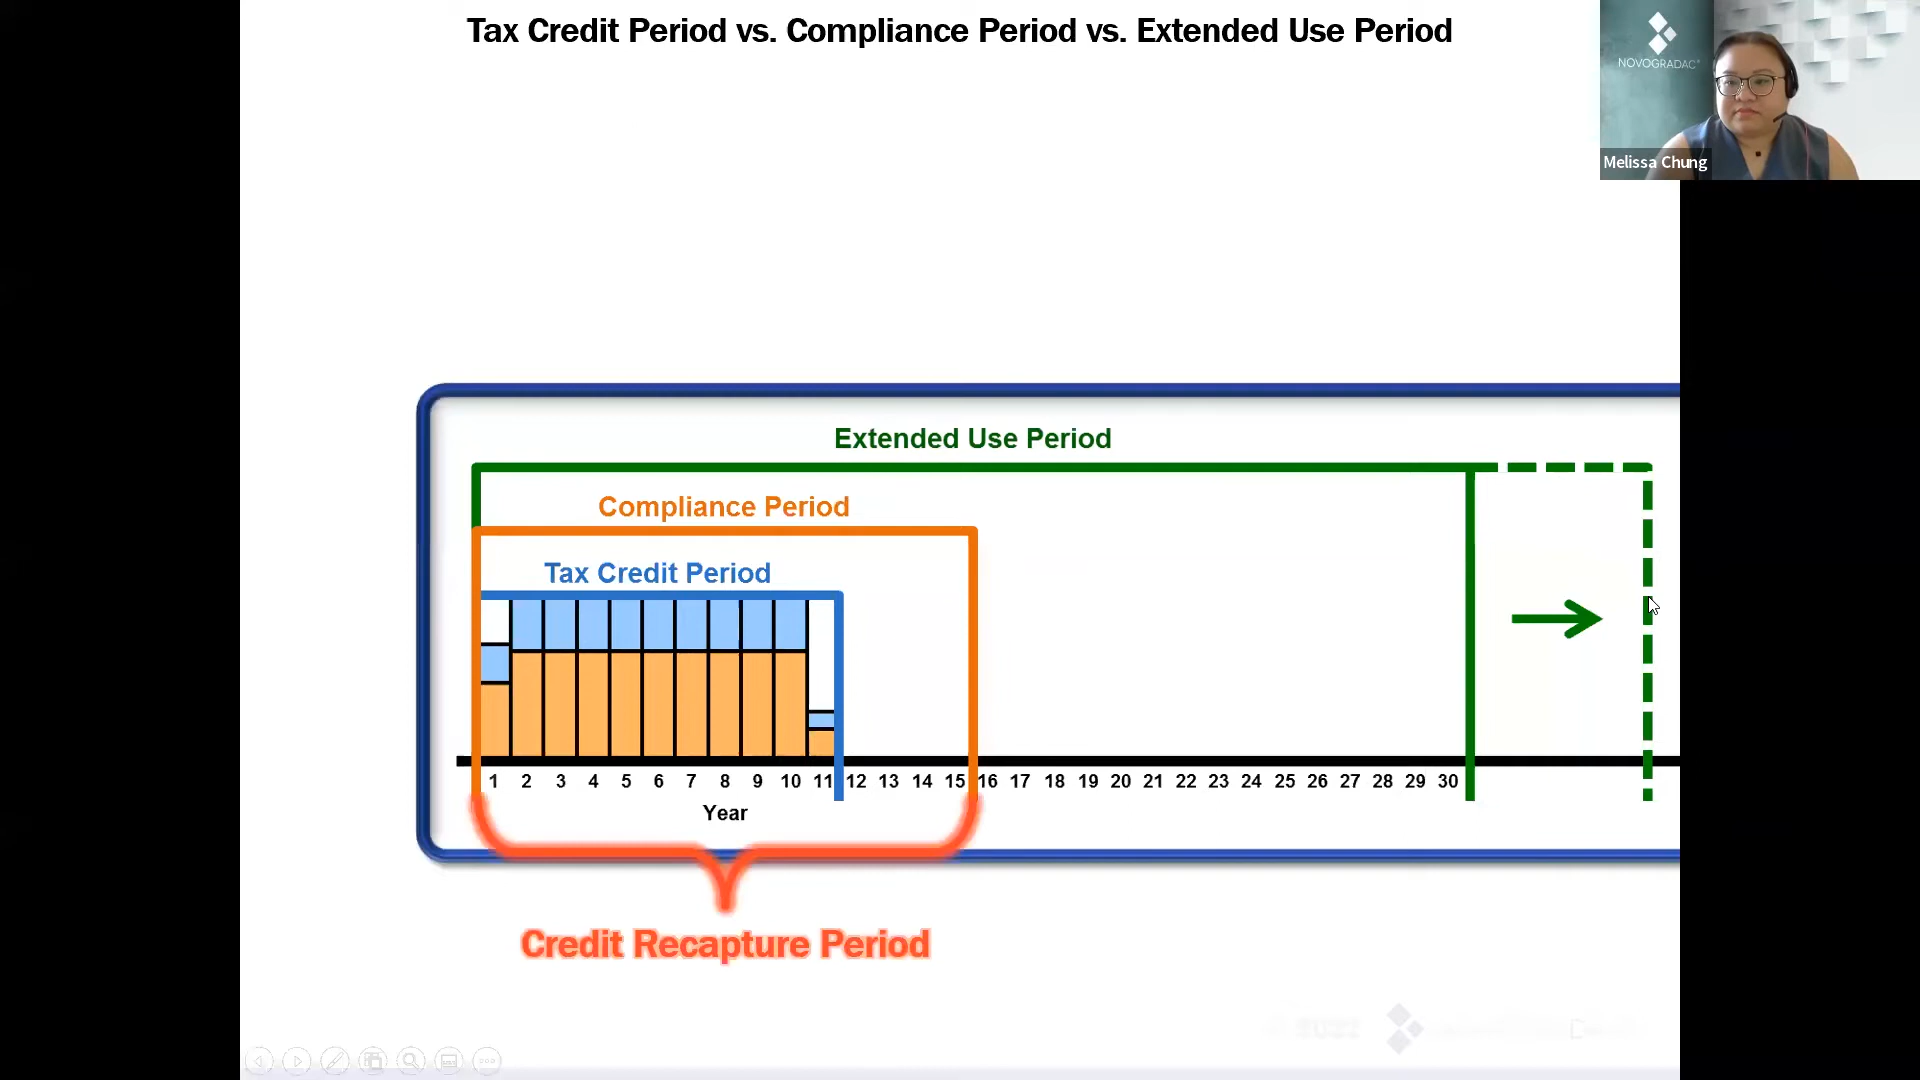 Tax Credit Period vs. Compliance Period vs. Extended Use Period
NOVOGRADAC
Melissa Chung
Extended Use Period
Compliance Period
Tax Credit Period
1 2 3 4 5 6 7 8 9 10 11 12 13 14 15 16 17 18 19 20 21 22 23 24 25 26 27 28 29 30
Year
Credit Recapture Period